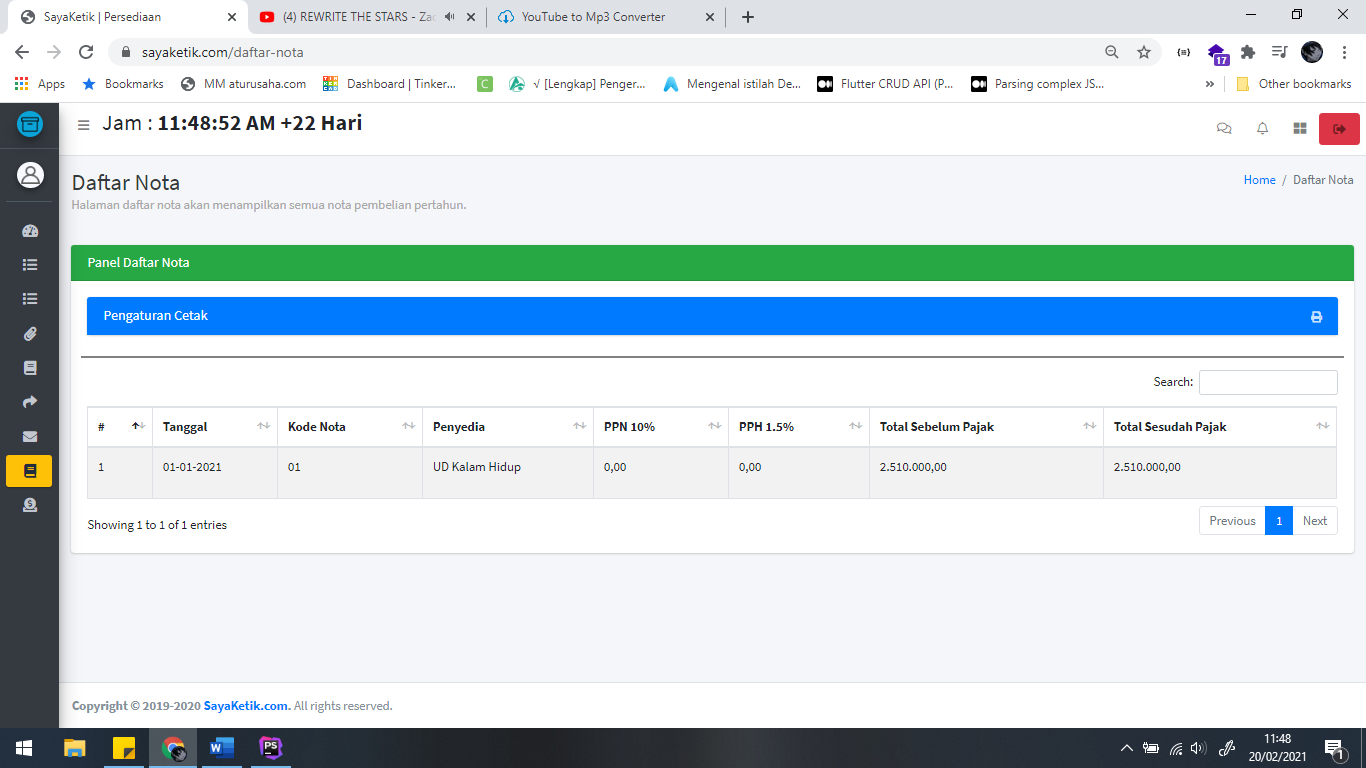 SayaKetik | Persediaan
(4) REWRITE THE STARS - Zac
YouTube to Mp3 Converter
sayaketik.com/daftar-nota
17
Apps
Bookmarks
MM aturusaha.com
Dashboard | Tinker...
C
√ [Lengkap] Penger...
Mengenal istilah De...
Flutter CRUD API (P...
Parsing complex JS...
»
Other bookmarks
Jam : 11:48:52 AM +22 Hari
Daftar Nota
Home / Daftar Nota
Halaman daftar nota akan menampilkan semua nota pembelian pertahun.
Panel Daftar Nota
Pengaturan Cetak
Search:
# Tanggal Kode Nota Penyedia PPN 10% PPH 1.5% Total Sebelum Pajak Total Sesudah Pajak
1 01-01-2021 01 UD Kalam Hidup 0,00 0,00 2.510.000,00 2.510.000,00
Showing 1 to 1 of 1 entries
Previous 1 Next
Copyright © 2019-2020 SayaKetik.com. All rights reserved.
W
PS
11:48
20/02/2021
1